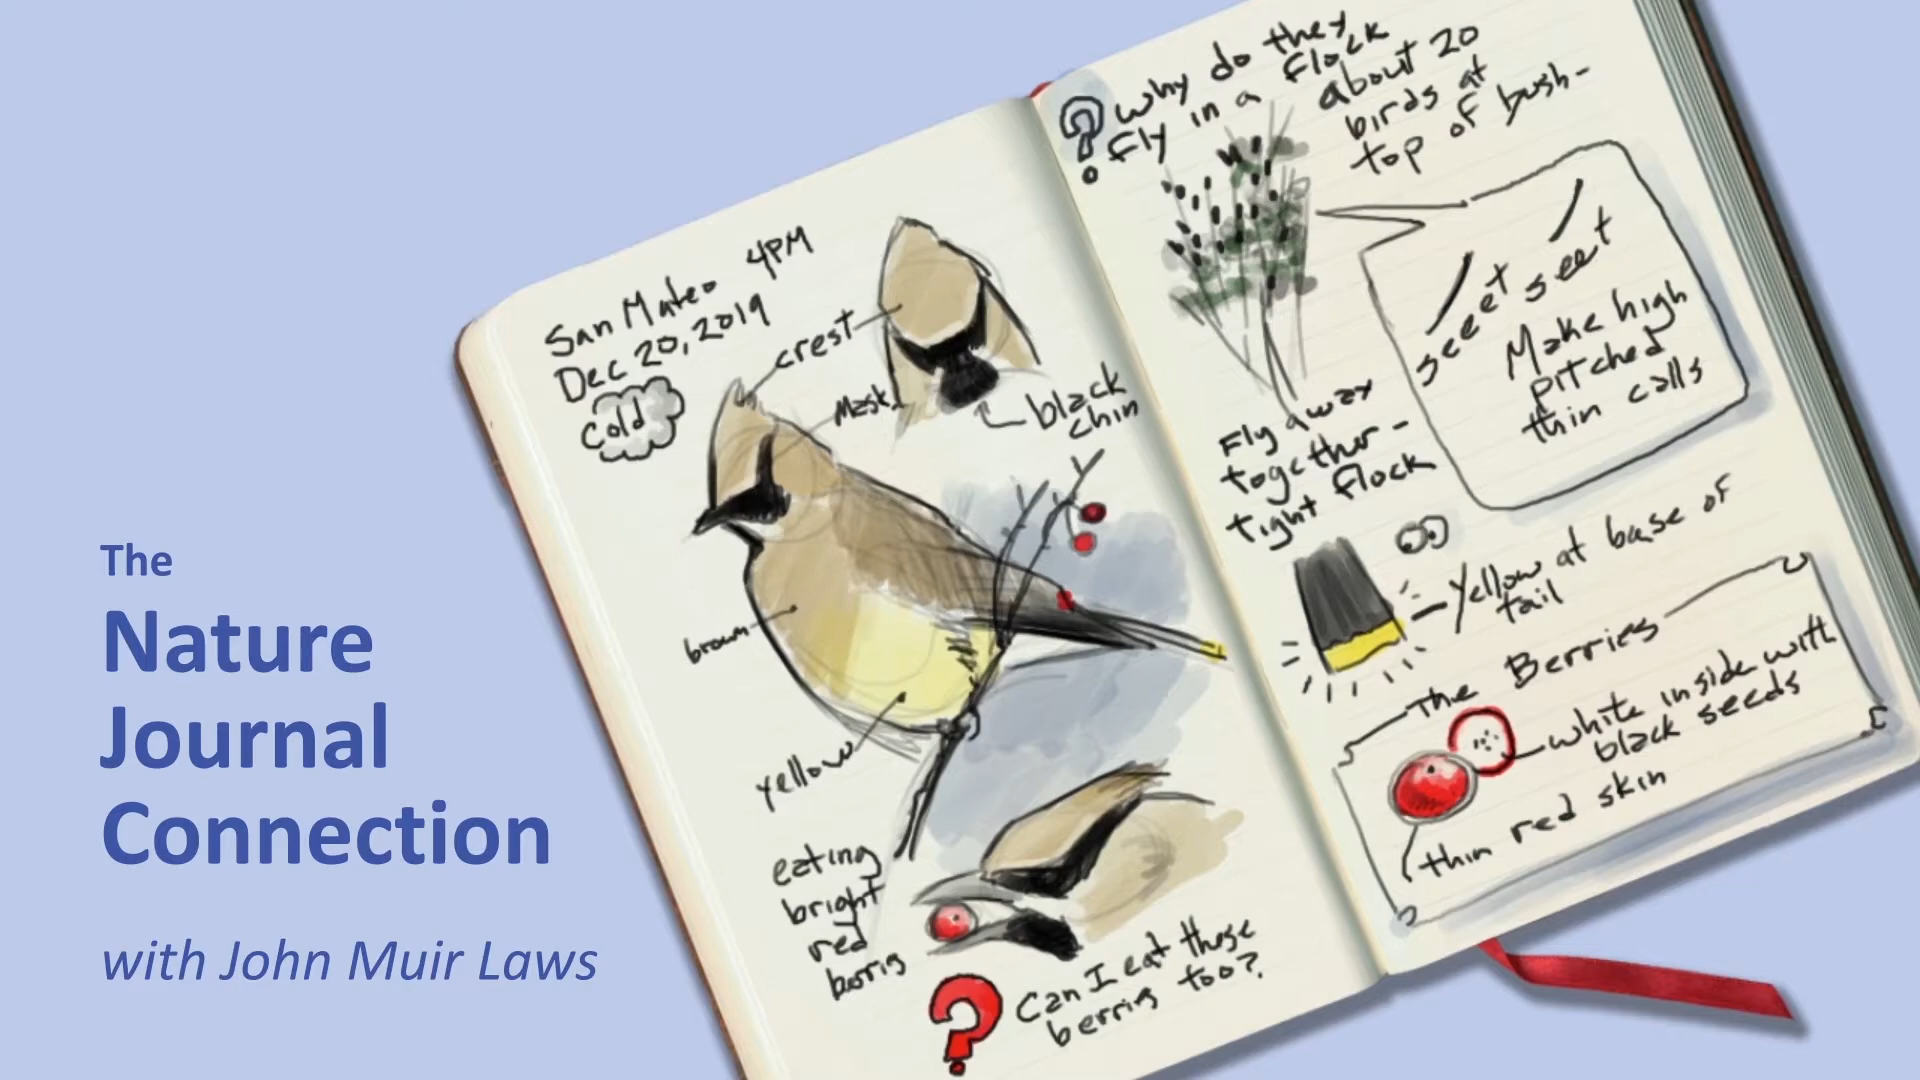 The
Nature
Journal
Connection
with John Muir Laws
San Mateo 4PM
Dec 20, 2019
cold
crest
Mask
black
chin
brown
yellow
eating
bright
red
berris
Can I eat these
berries too?
? Why do they
fly in a flock
about 20
birds at
top of bush-
seeet seet
Make high
pitched
thin calls
Fly away
together-
tight flock
Yellow at base of
tail
The Berries
white inside with
black seeds
thin red skin